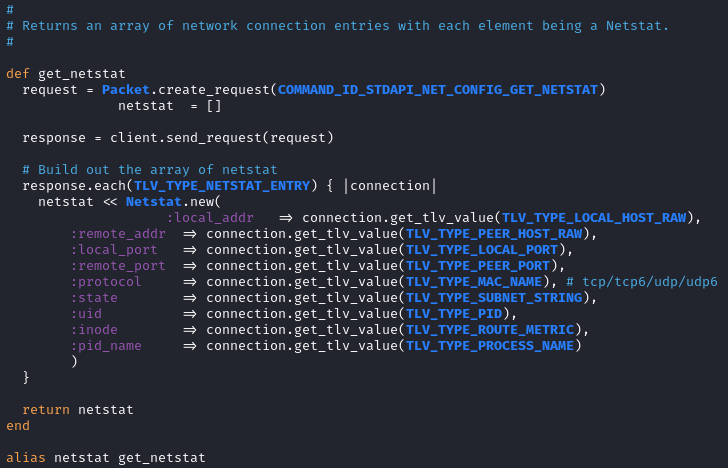 #
# Returns an array of network connection entries with each element being a Netstat.
#
def get_netstat
  request = Packet.create_request(COMMAND_ID_STDAPI_NET_CONFIG_GET_NETSTAT)
              netstat  = []
  response = client.send_request(request)
  # Build out the array of netstat
  response.each(TLV_TYPE_NETSTAT_ENTRY) { |connection|
    netstat << Netstat.new(
                    :local_addr   => connection.get_tlv_value(TLV_TYPE_LOCAL_HOST_RAW),
        :remote_addr  => connection.get_tlv_value(TLV_TYPE_PEER_HOST_RAW),
        :local_port   => connection.get_tlv_value(TLV_TYPE_LOCAL_PORT),
        :remote_port  => connection.get_tlv_value(TLV_TYPE_PEER_PORT),
        :protocol     => connection.get_tlv_value(TLV_TYPE_MAC_NAME), # tcp/tcp6/udp/udp6
        :state        => connection.get_tlv_value(TLV_TYPE_SUBNET_STRING),
        :uid          => connection.get_tlv_value(TLV_TYPE_PID),
        :inode        => connection.get_tlv_value(TLV_TYPE_ROUTE_METRIC),
        :pid_name     => connection.get_tlv_value(TLV_TYPE_PROCESS_NAME)
        )
  }
  return netstat
end
alias netstat get_netstat